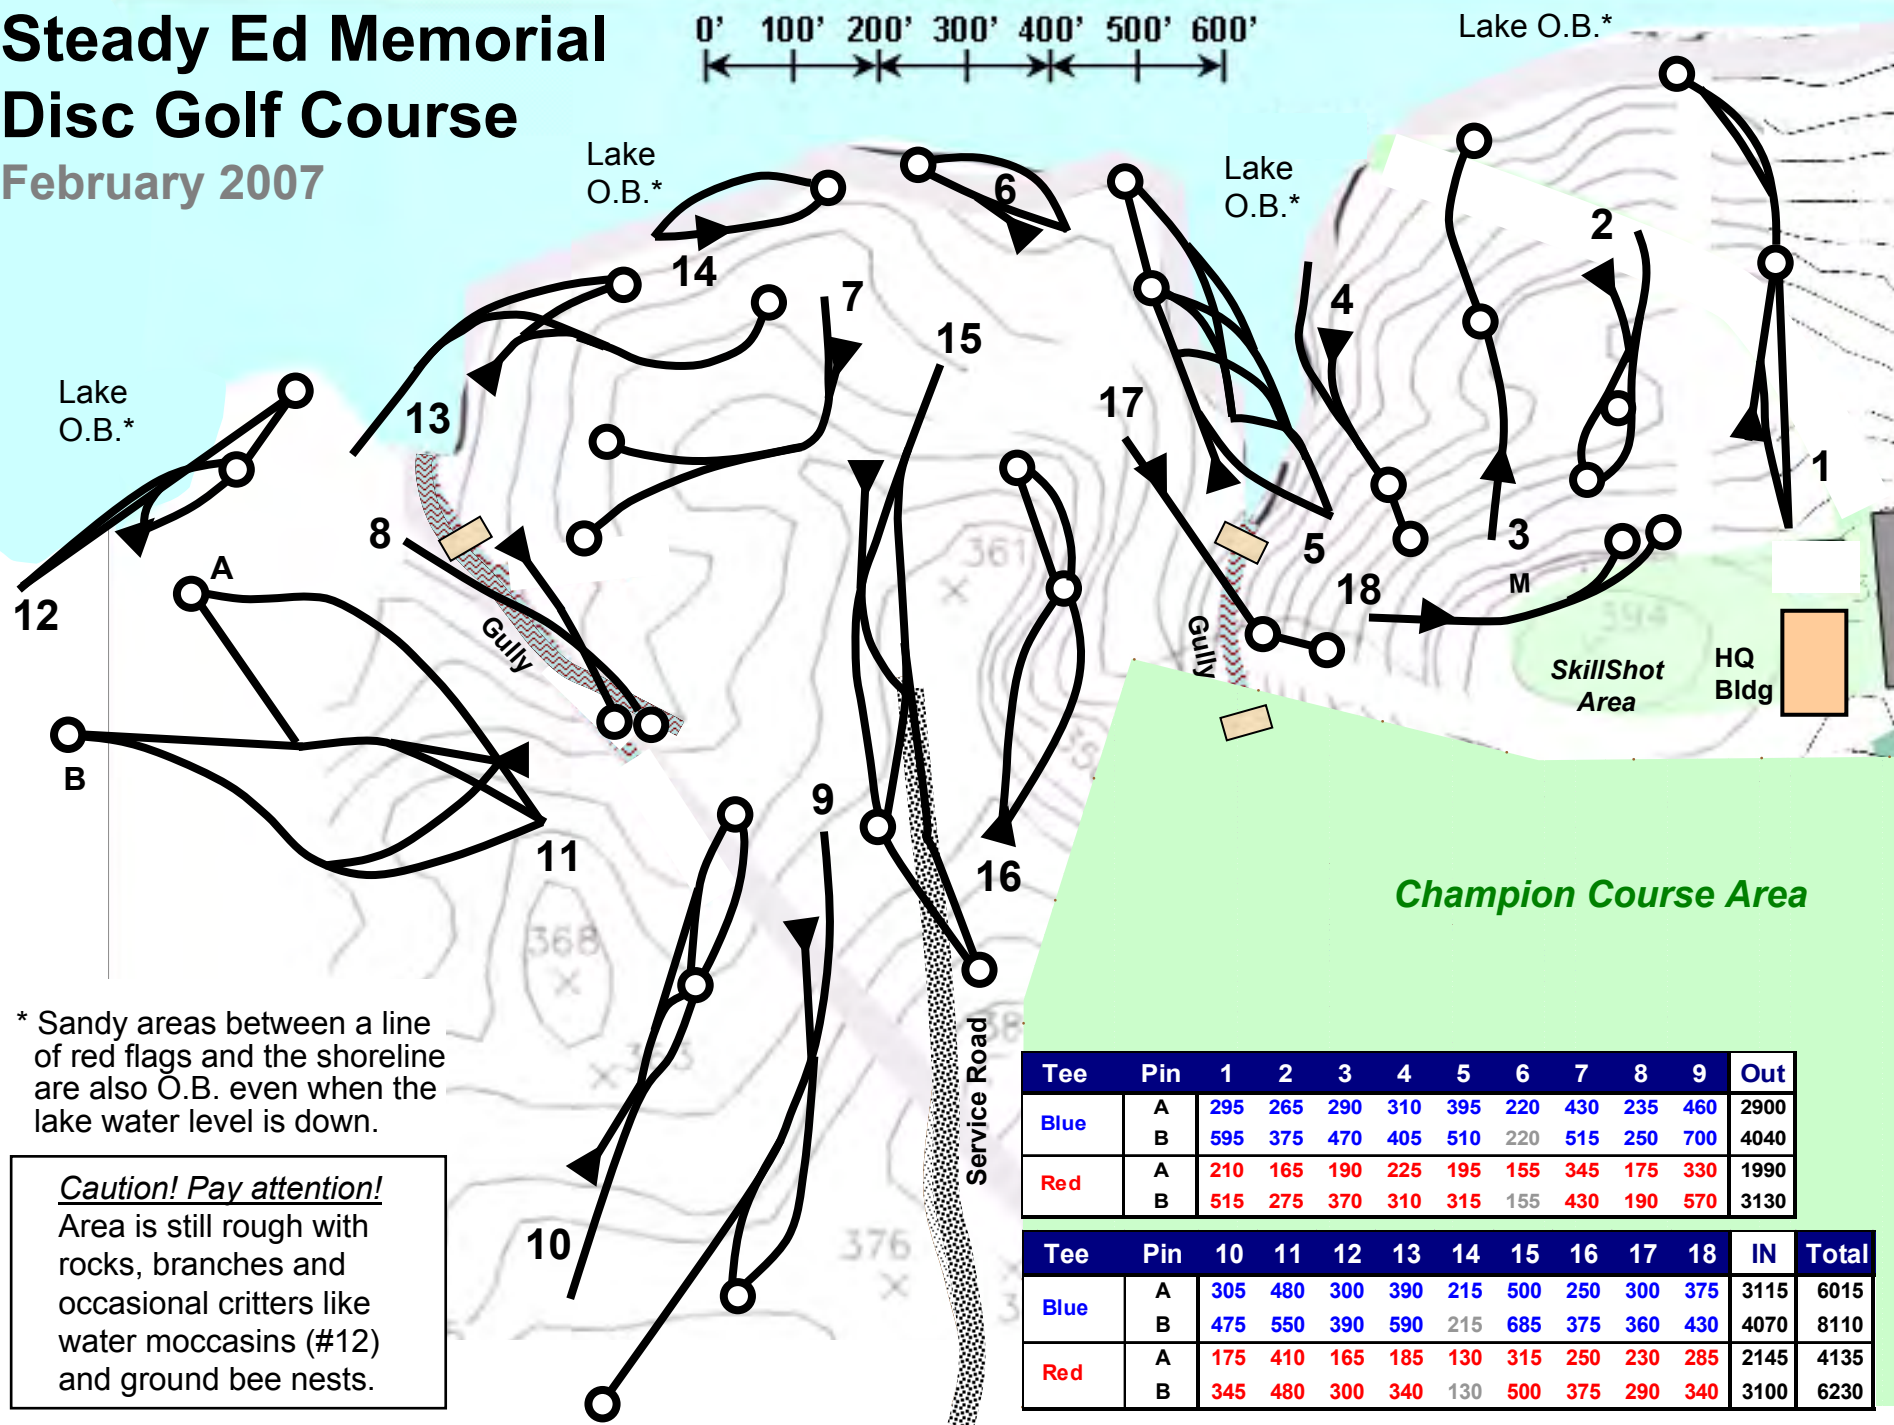 Steady Ed Memorial
Disc Golf Course
February 2007
0’ 100’ 200’ 300’ 400’ 500’ 600’
Lake O.B.*
Lake
O.B.*
Lake
O.B.*
Lake
O.B.*
6
2
14
7
4
15
17
13
1
8
5
3
A
M
18
12
Gully
Gully
361
394
SkillShot
Area
HQ
Bldg
B
9
11
16
Champion Course Area
368
10
376
Service Road
* Sandy areas between a line
of red flags and the shoreline
are also O.B. even when the
lake water level is down.
Caution! Pay attention!
Area is still rough with
rocks, branches and
occasional critters like
water moccasins (#12)
and ground bee nests.
Tee Pin 1 2 3 4 5 6 7 8 9 Out
Blue A 295 265 290 310 395 220 430 235 460 2900
B 595 375 470 405 510 220 515 250 700 4040
Red A 210 165 190 225 195 155 345 175 330 1990
B 515 275 370 310 315 155 430 190 570 3130
Tee Pin 10 11 12 13 14 15 16 17 18 IN Total
Blue A 305 480 300 390 215 500 250 300 375 3115 6015
B 475 550 390 590 215 685 375 360 430 4070 8110
Red A 175 410 165 185 130 315 250 230 285 2145 4135
B 345 480 300 340 130 500 375 290 340 3100 6230